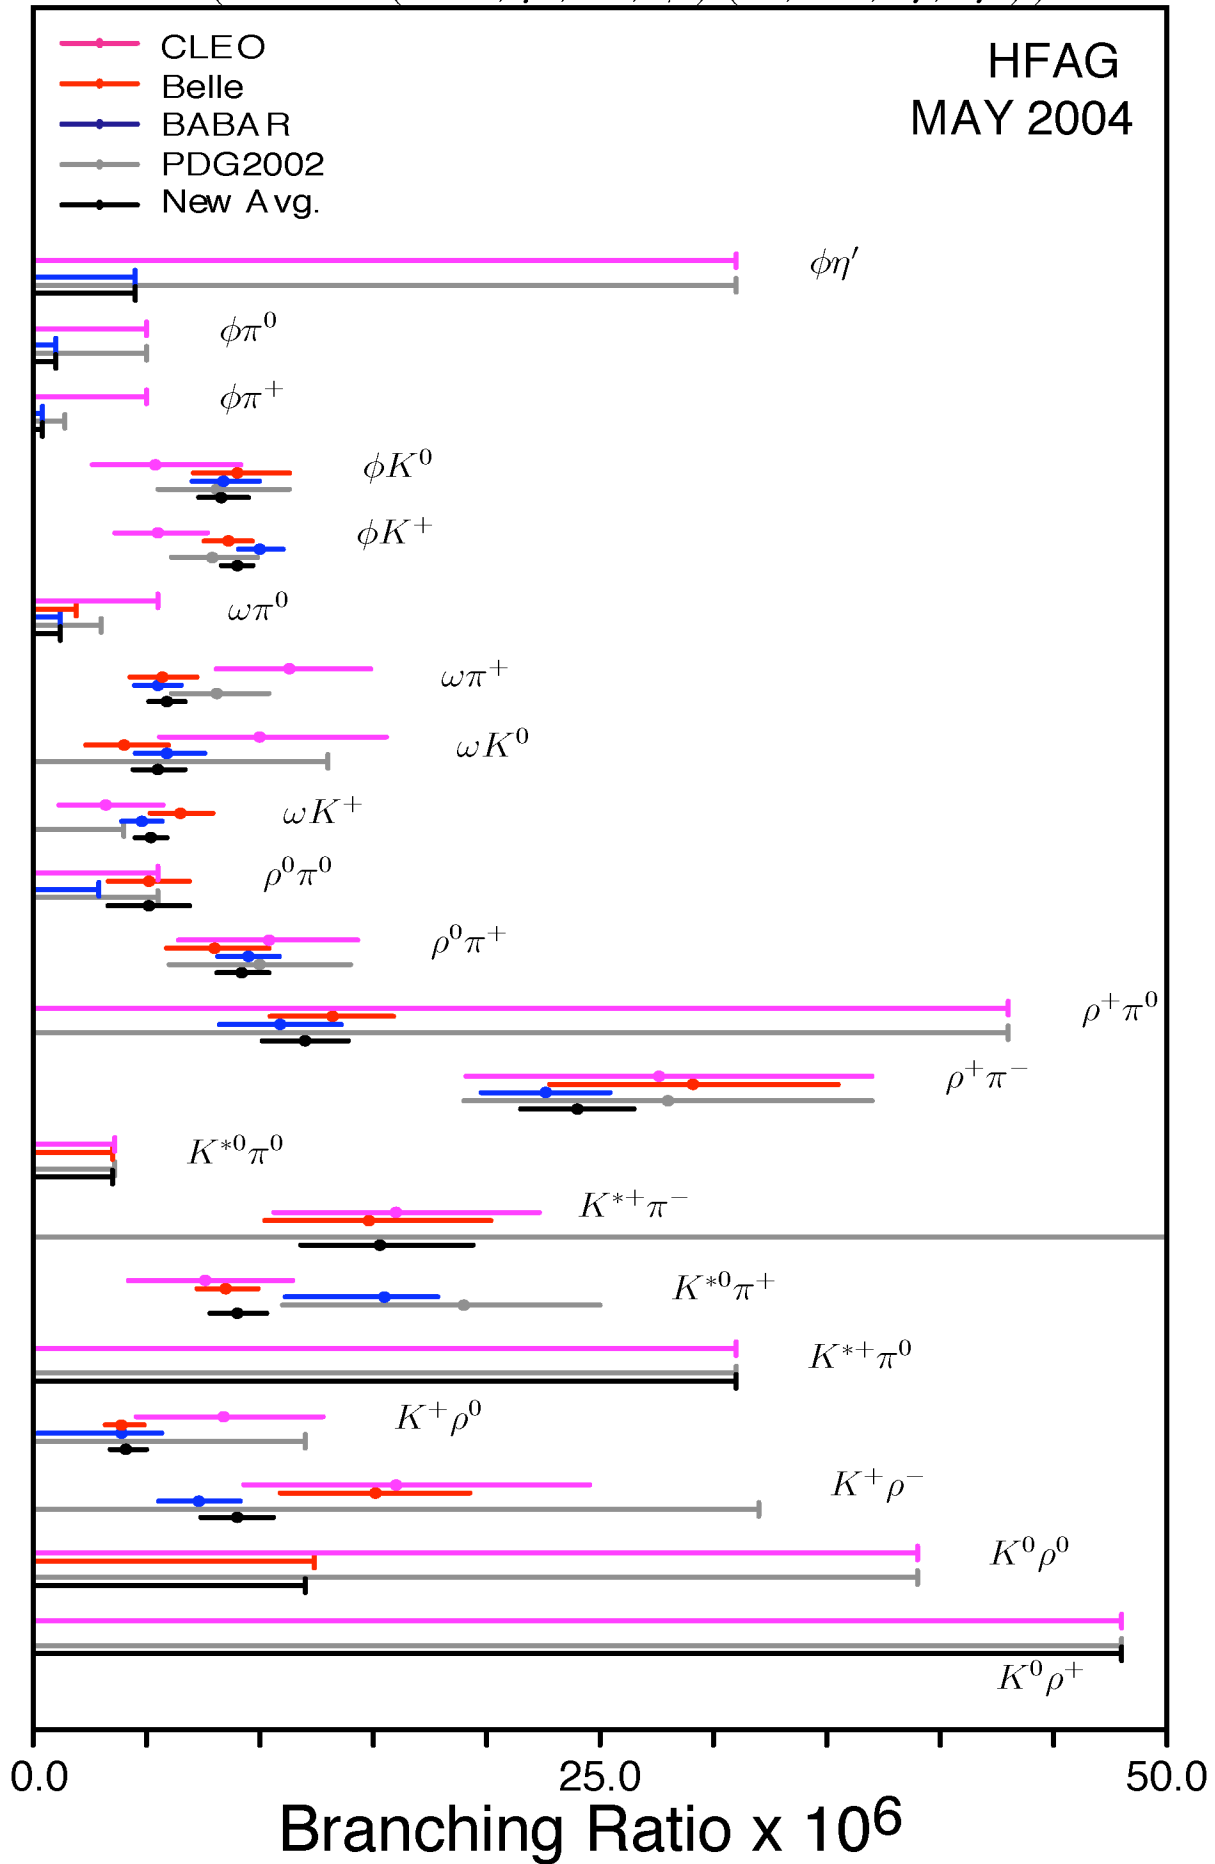 CLEO
Belle
BABAR
PDG2002
New Avg.
HFAG
MAY 2004
ϕη′
ϕπ⁰
ϕπ⁺
ϕK⁰
ϕK⁺
ωπ⁰
ωπ⁺
ωK⁰
ωK⁺
ρ⁰π⁰
ρ⁰π⁺
ρ⁺π⁰
ρ⁺π⁻
K*⁰π⁰
K*⁺π⁻
K*⁰π⁺
K*⁺π⁰
K⁺ρ⁰
K⁺ρ⁻
K⁰ρ⁰
K⁰ρ⁺
0.0 25.0 50.0
Branching Ratio x 10⁶